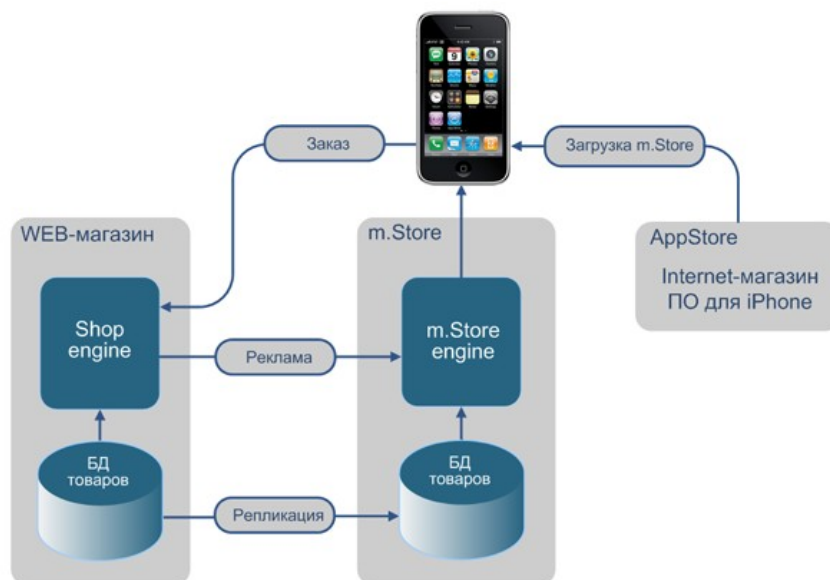 Заказ
Загрузка m.Store
WEB-магазин
m.Store
AppStore
Internet-магазин
ПО для iPhone
Shop
engine
Реклама
m.Store
engine
БД
товаров
Репликация
БД
товаров